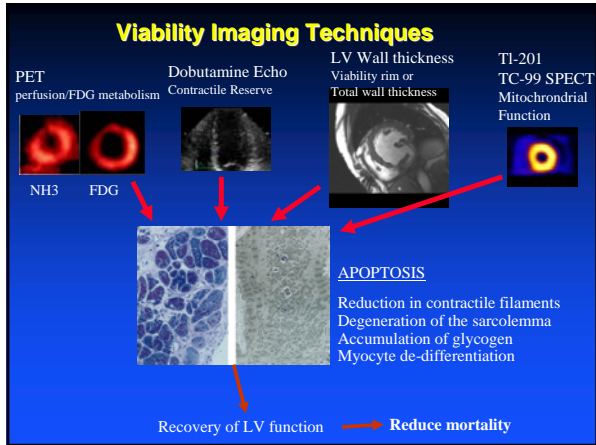 Viability Imaging Techniques
PET
perfusion/FDG metabolism
NH3 FDG
Dobutamine Echo
Contractile Reserve
LV Wall thickness
Viability rim or
Total wall thickness
Tl-201
TC-99 SPECT
Mitochrondrial
Function
APOPTOSIS
Reduction in contractile filaments
Degeneration of the sarcolemma
Accumulation of glycogen
Myocyte de-differentiation
Recovery of LV function
Reduce mortality